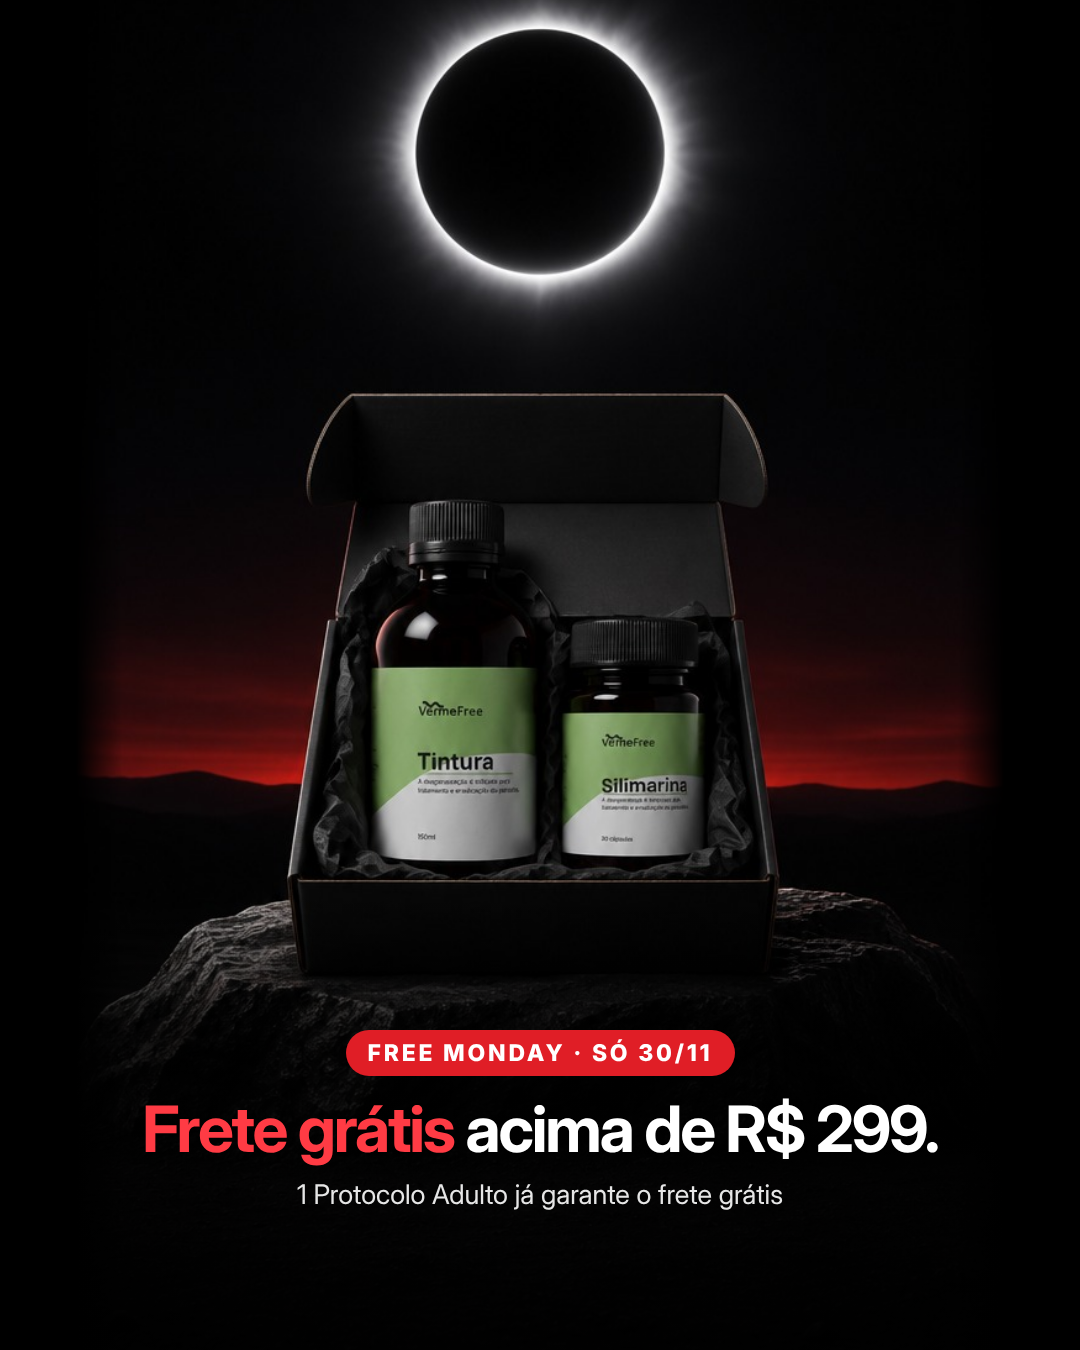 VermeFree
Tintura
150ml
VermeFree
Silimarina
30 cápsulas
FREE MONDAY · SÓ 30/11
Frete grátis acima de R$ 299.
1 Protocolo Adulto já garante o frete grátis